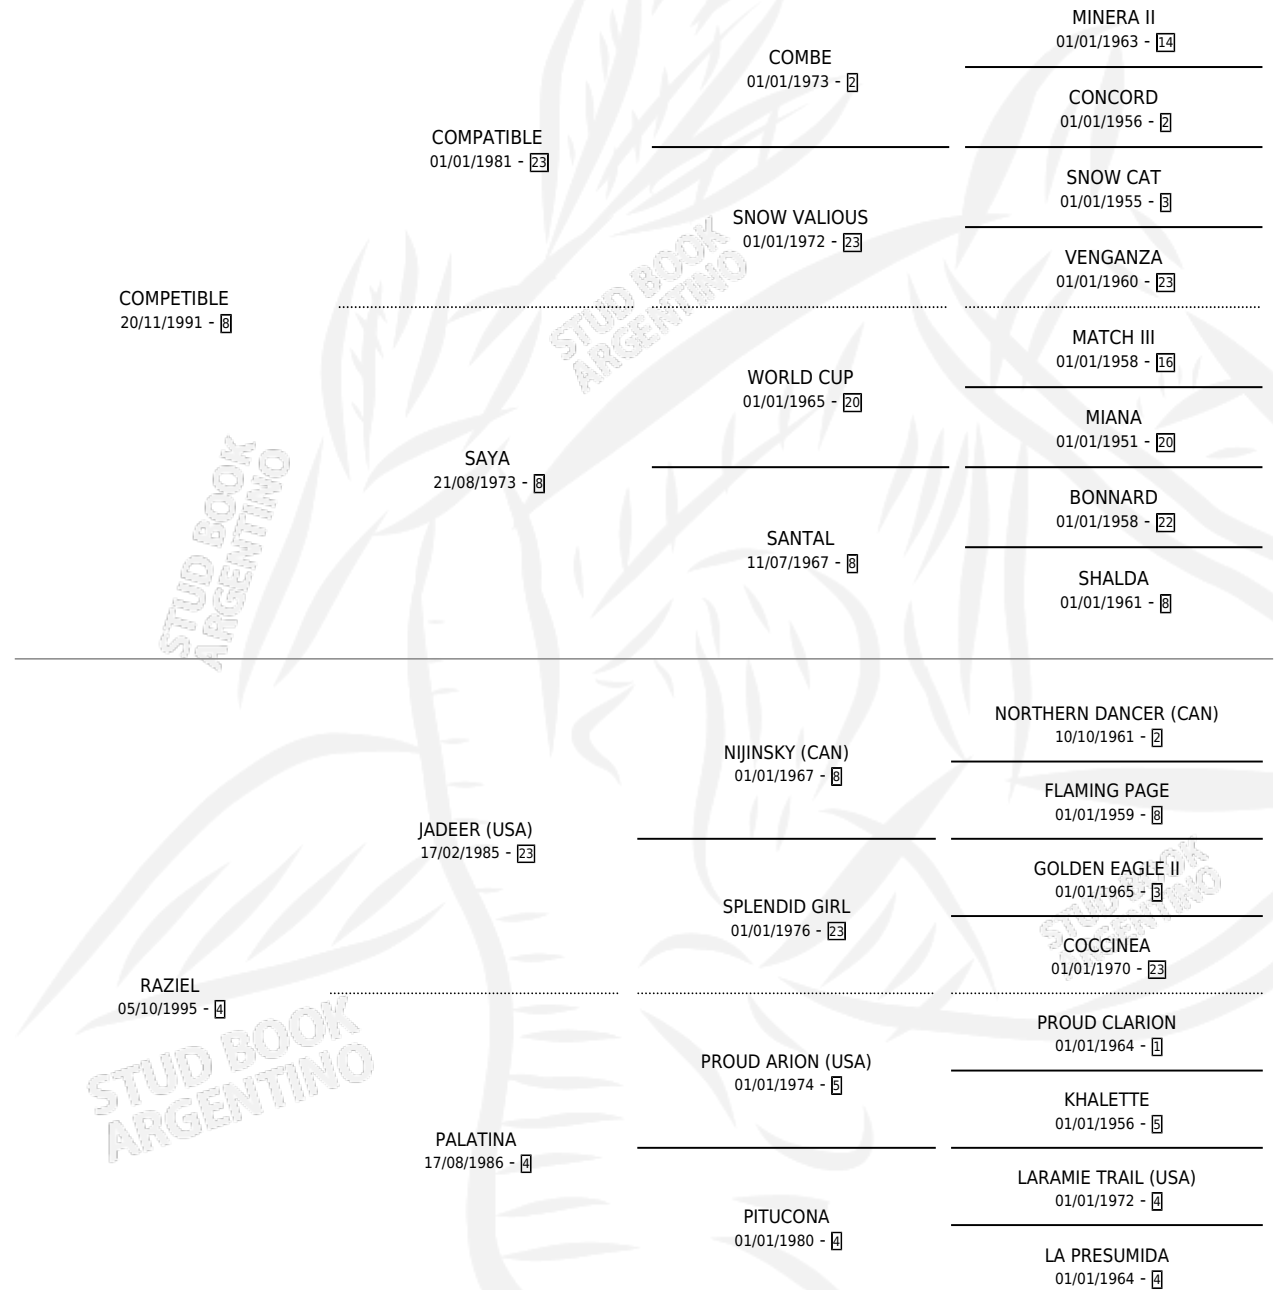 MINERA II
01/01/1963 - 14
COMBE
01/01/1973 - 2
CONCORD
01/01/1956 - 2
COMPATIBLE
01/01/1981 - 23
SNOW CAT
01/01/1955 - 3
SNOW VALIOUS
01/01/1972 - 23
VENGANZA
01/01/1960 - 23
COMPETIBLE
20/11/1991 - 8
STUD BOOK
ARGENTINO
MATCH III
01/01/1958 - 16
WORLD CUP
01/01/1965 - 20
MIANA
01/01/1951 - 20
SAYA
21/08/1973 - 8
BONNARD
01/01/1958 - 22
SANTAL
11/07/1967 - 8
SHALDA
01/01/1961 - 8
STUD BOOK
ARGENTINO
NORTHERN DANCER (CAN)
10/10/1961 - 2
NIJINSKY (CAN)
01/01/1967 - 8
FLAMING PAGE
01/01/1959 - 8
JADEER (USA)
17/02/1985 - 23
GOLDEN EAGLE II
01/01/1965 - 3
SPLENDID GIRL
01/01/1976 - 23
STUD BOOK
ARGENTINO
COCCINEA
01/01/1970 - 23
RAZIEL
05/10/1995 - 4
PROUD CLARION
01/01/1964 - 1
PROUD ARION (USA)
01/01/1974 - 5
STUD BOOK
ARGENTINO
KHALETTE
01/01/1956 - 5
PALATINA
17/08/1986 - 4
LARAMIE TRAIL (USA)
01/01/1972 - 4
PITUCONA
01/01/1980 - 4
LA PRESUMIDA
01/01/1964 - 4